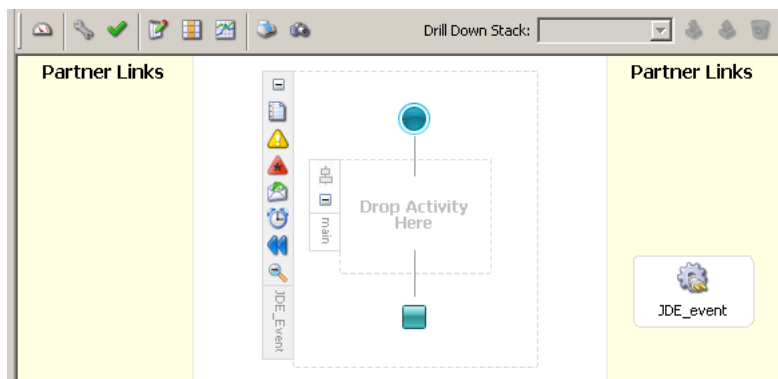 Drill Down Stack:
Partner Links
Partner Links
main
Drop Activity
Here
JDE_Event
JDE_event